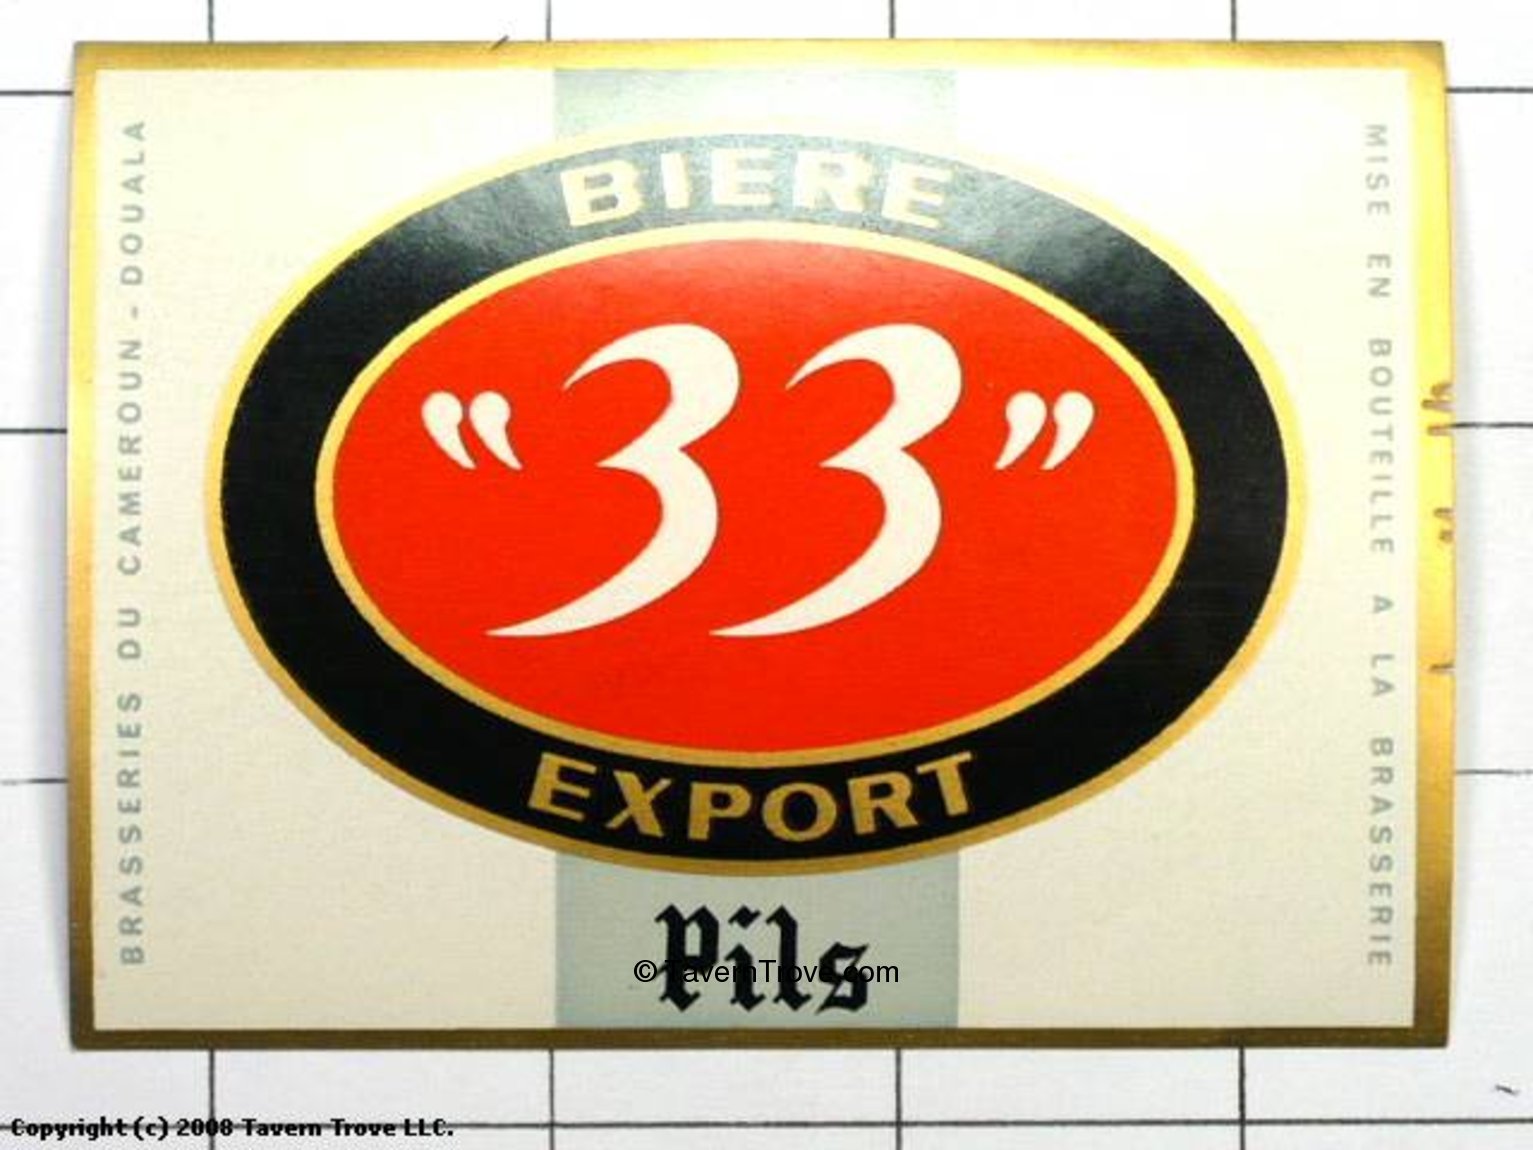 BRASSERIES DU CAMEROUN - DOUALA
BIERE
"33"
EXPORT
Pils
MISE EN BOUTEILLE A LA BRASSERIE
© TavernTrove.com
Copyright (c) 2008 Tavern Trove LLC.